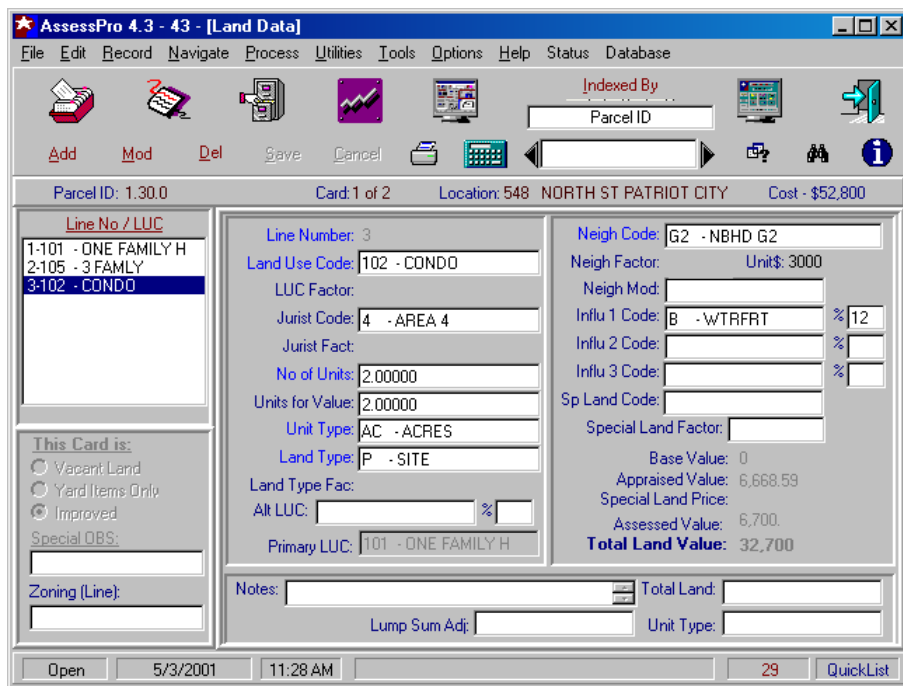 AssessPro 4.3 - 43 - [Land Data]
File Edit Record Navigate Process Utilities Tools Options Help Status Database
Indexed By
Parcel ID
Add Mod Del Save Cancel
Parcel ID: 1.30.0 Card: 1 of 2 Location: 548 NORTH ST PATRIOT CITY Cost - $52,800
Line No / LUC
1-101 - ONE FAMILY H
2-105 - 3 FAMLY
3-102 - CONDO
This Card is:
Vacant Land
Yard Items Only
Improved
Special OBS:
Zoning (Line):
Line Number: 3
Land Use Code: 102 - CONDO
LUC Factor:
Jurist Code: 4 - AREA 4
Jurist Fact:
No of Units: 2.00000
Units for Value: 2.00000
Unit Type: AC - ACRES
Land Type: P - SITE
Land Type Fac:
Alt LUC: %
Primary LUC: 101 - ONE FAMILY H
Neigh Code: G2 - NBHD G2
Neigh Factor: Unit$: 3000
Neigh Mod:
Influ 1 Code: B - WTRFRT % 12
Influ 2 Code: %
Influ 3 Code: %
Sp Land Code:
Special Land Factor:
Base Value: 0
Appraised Value: 6,668.59
Special Land Price:
Assessed Value: 6,700.
Total Land Value: 32,700
Notes: Total Land:
Lump Sum Adj: Unit Type:
Open 5/3/2001 11:28 AM 29 QuickList